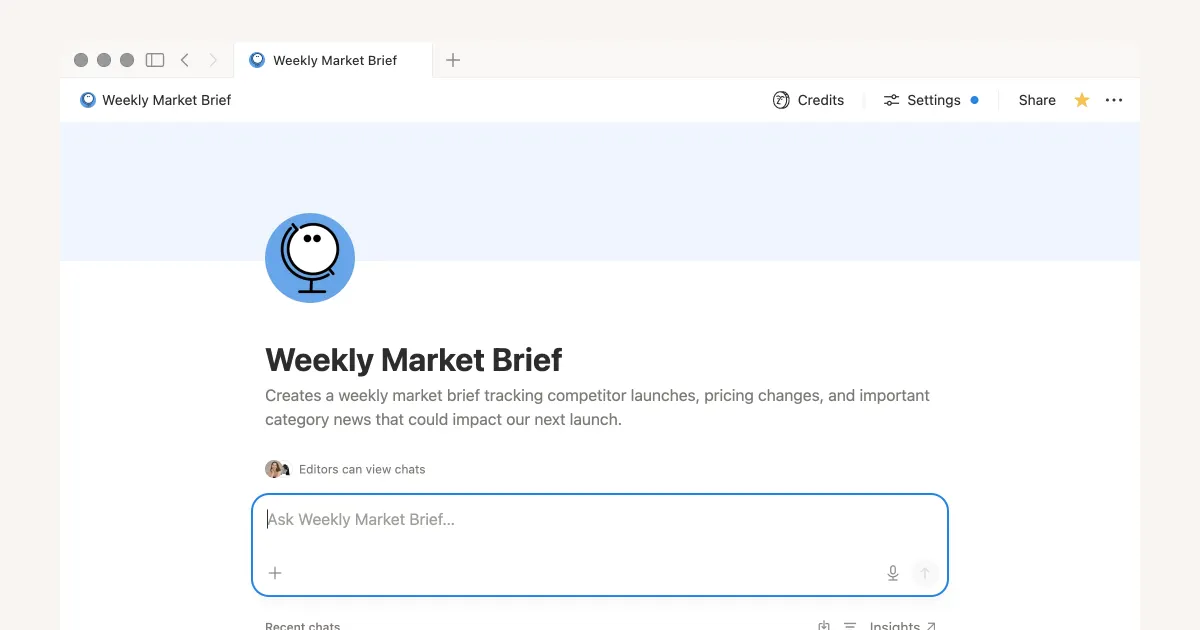 Weekly Market Brief
Weekly Market Brief
Credits
Settings
Share
Weekly Market Brief
Creates a weekly market brief tracking competitor launches, pricing changes, and important
category news that could impact our next launch.
Editors can view chats
Ask Weekly Market Brief...
Recent chats
Insights